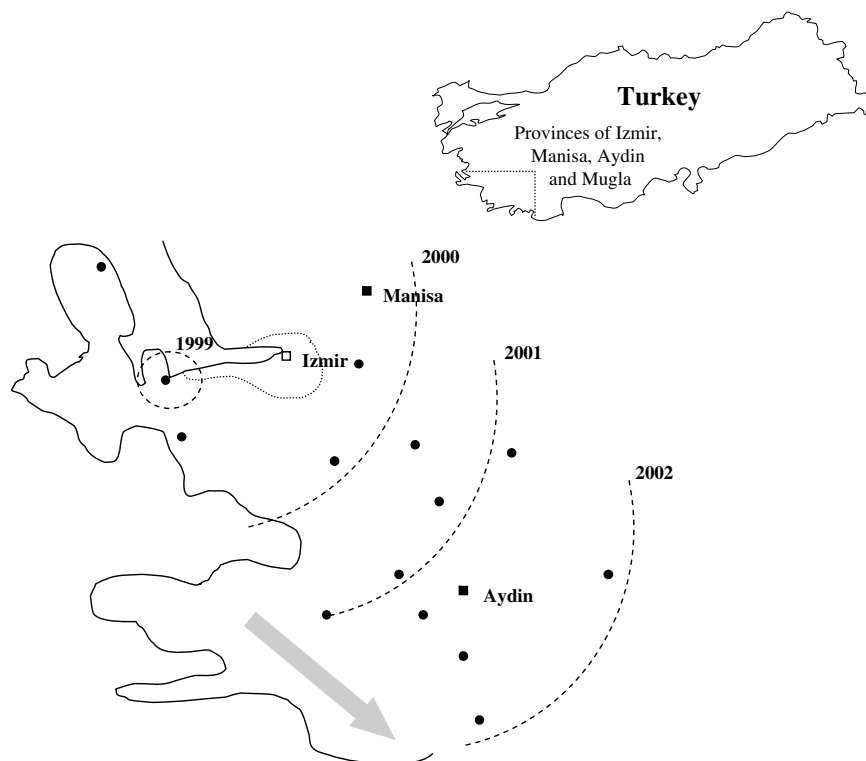 Turkey
Provinces of Izmir,
Manisa, Aydin
and Mugla
2000
Manisa
1999
Izmir
2001
2002
Aydin